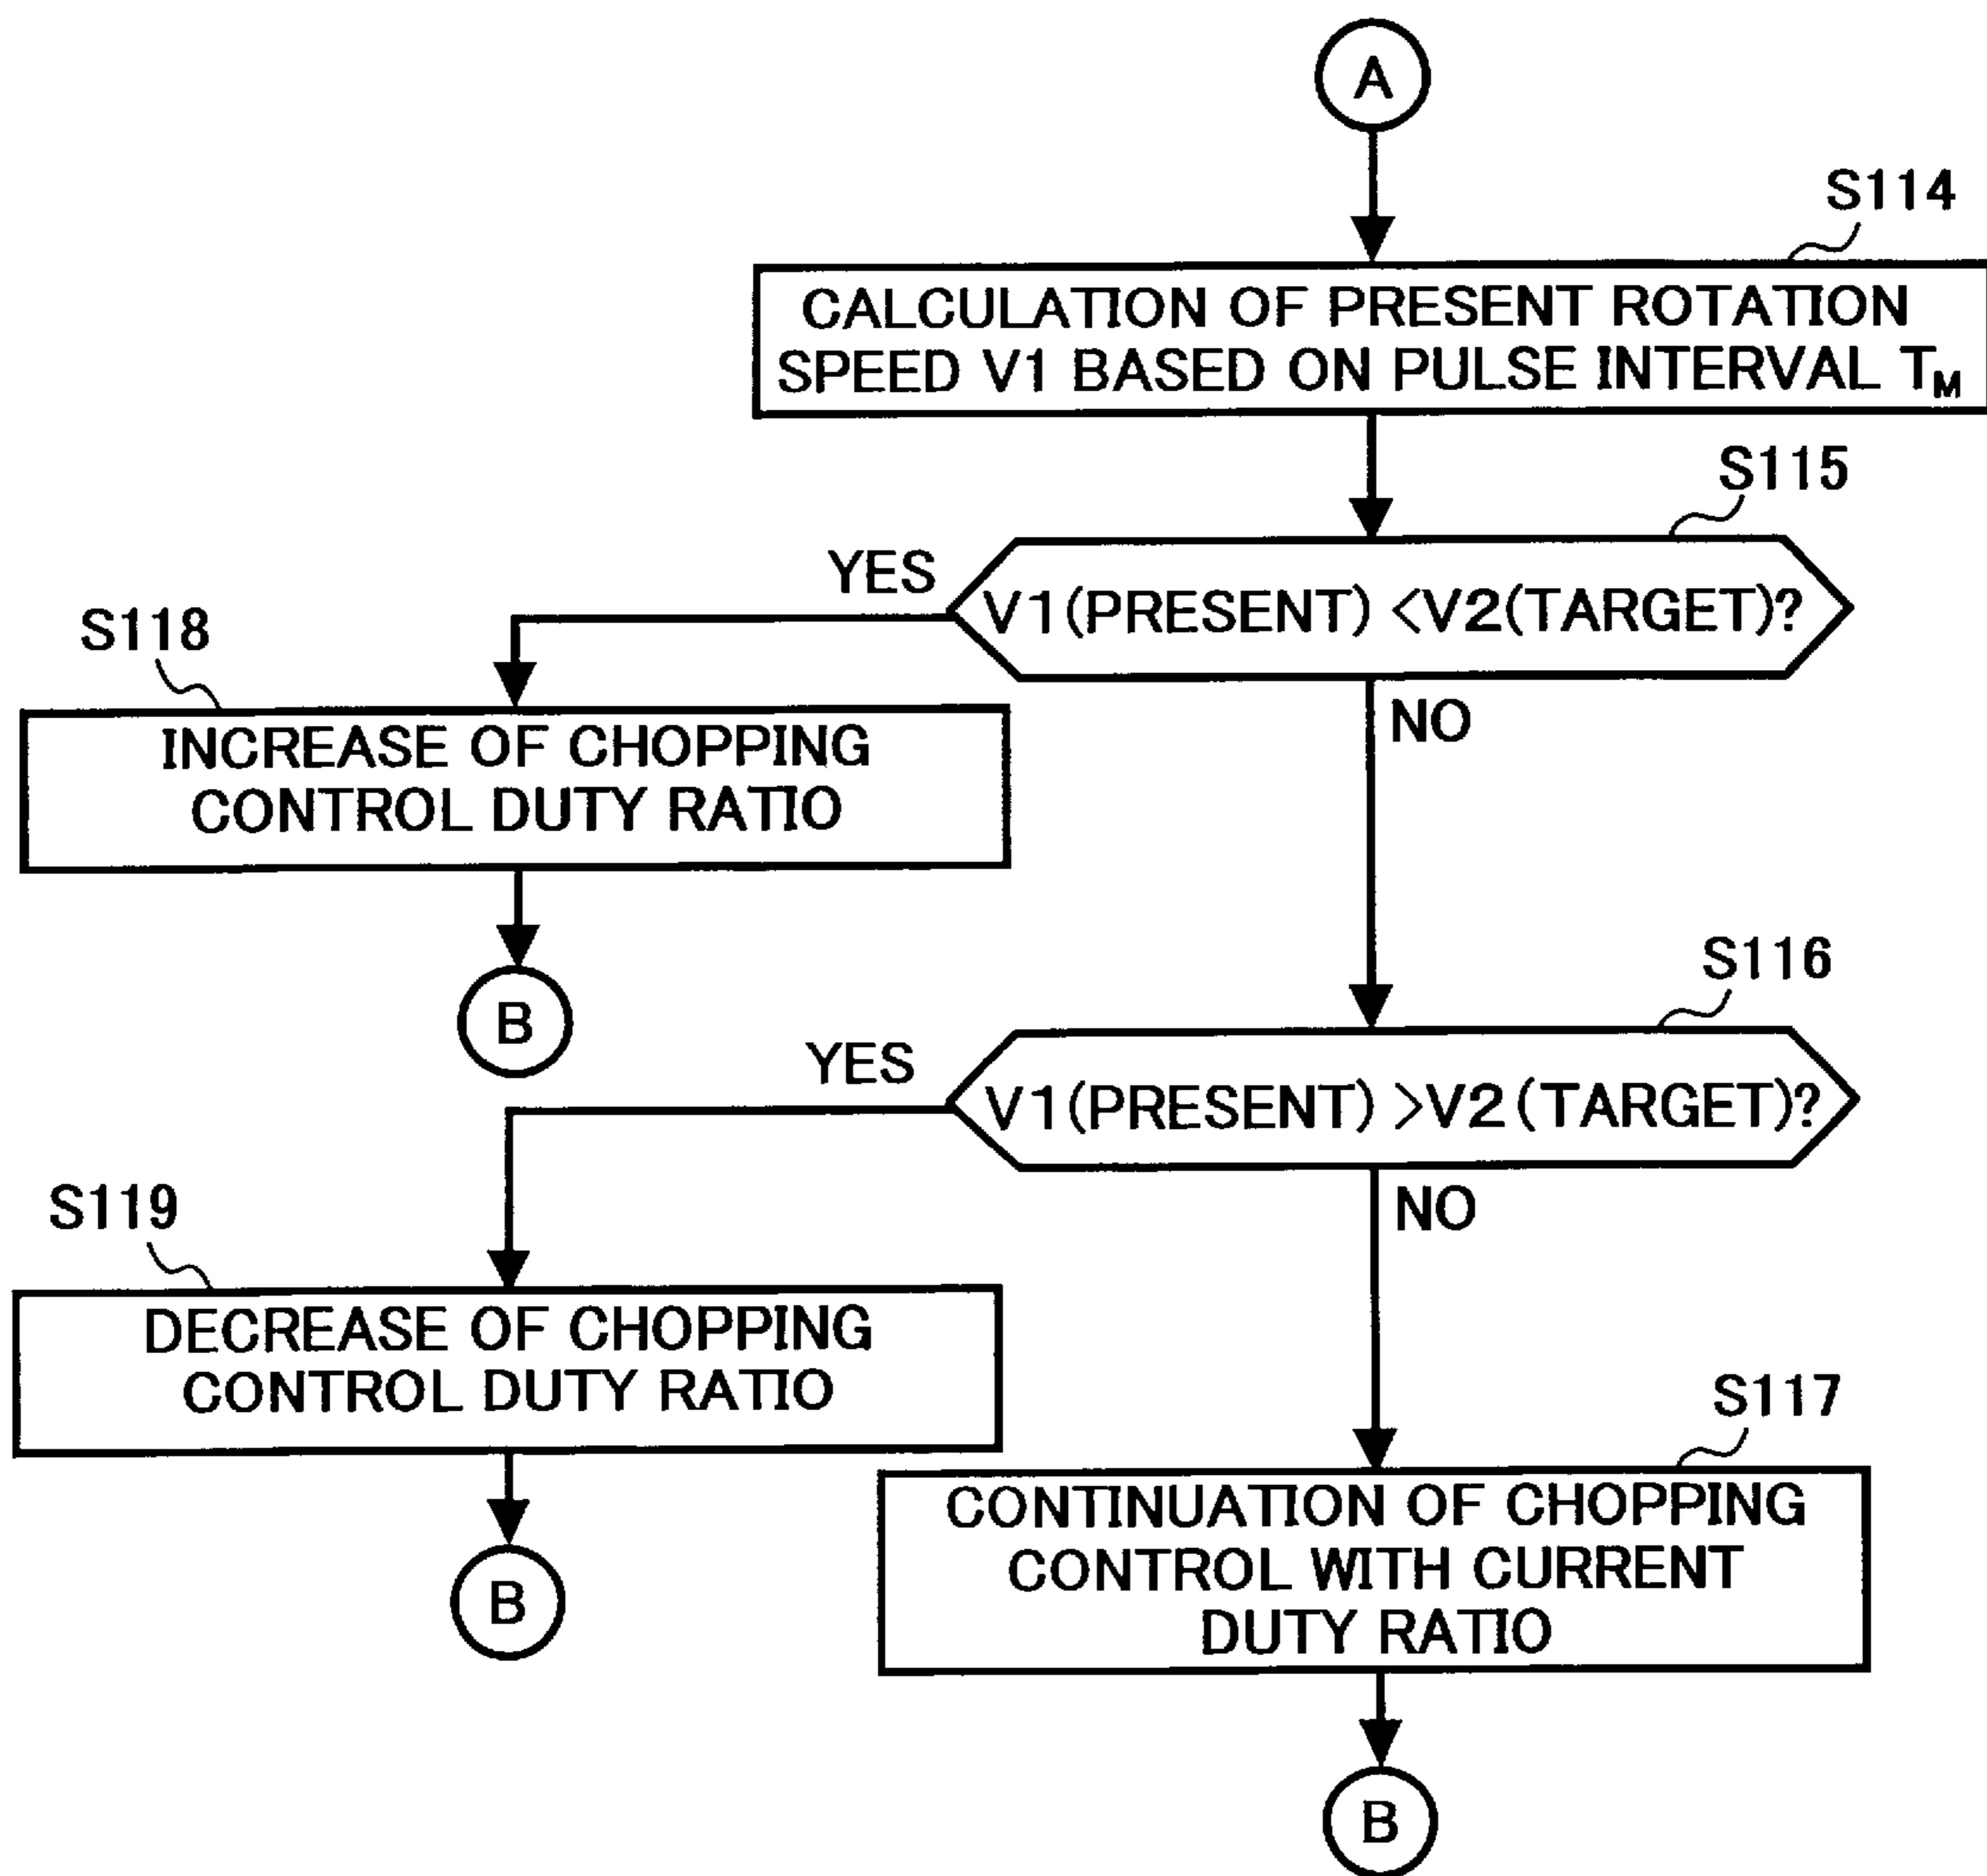 A
S114
CALCULATION OF PRESENT ROTATION
SPEED V1 BASED ON PULSE INTERVAL TM
S115
YES
V1(PRESENT) <V2(TARGET)?
S118
NO
INCREASE OF CHOPPING
CONTROL DUTY RATIO
B
S116
YES
V1(PRESENT) >V2(TARGET)?
S119
NO
DECREASE OF CHOPPING
CONTROL DUTY RATIO
B
S117
CONTINUATION OF CHOPPING
CONTROL WITH CURRENT
DUTY RATIO
B